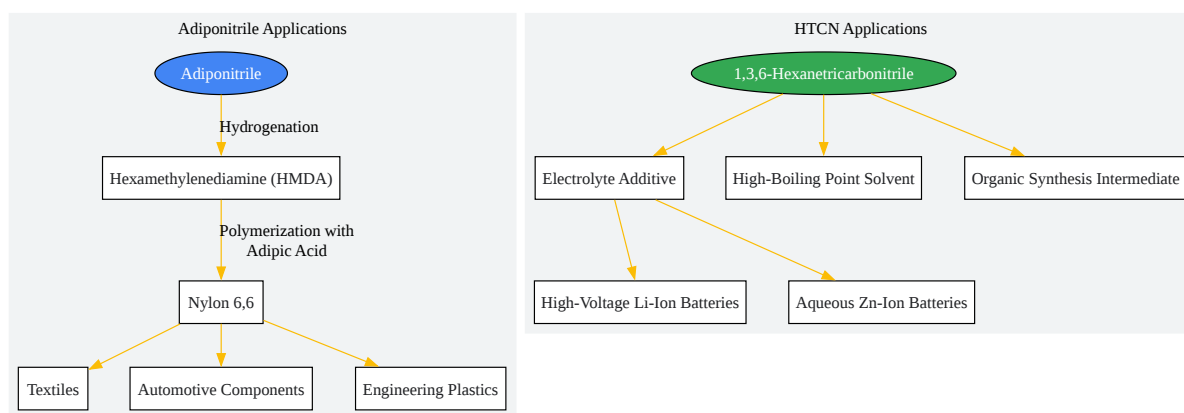 Adiponitrile Applications
Adiponitrile
Hydrogenation
Hexamethylenediamine (HMDA)
Polymerization with
Adipic Acid
Nylon 6,6
Textiles
Automotive Components
Engineering Plastics
HTCN Applications
1,3,6-Hexanetricarbonitrile
Electrolyte Additive
High-Boiling Point Solvent
Organic Synthesis Intermediate
High-Voltage Li-Ion Batteries
Aqueous Zn-Ion Batteries